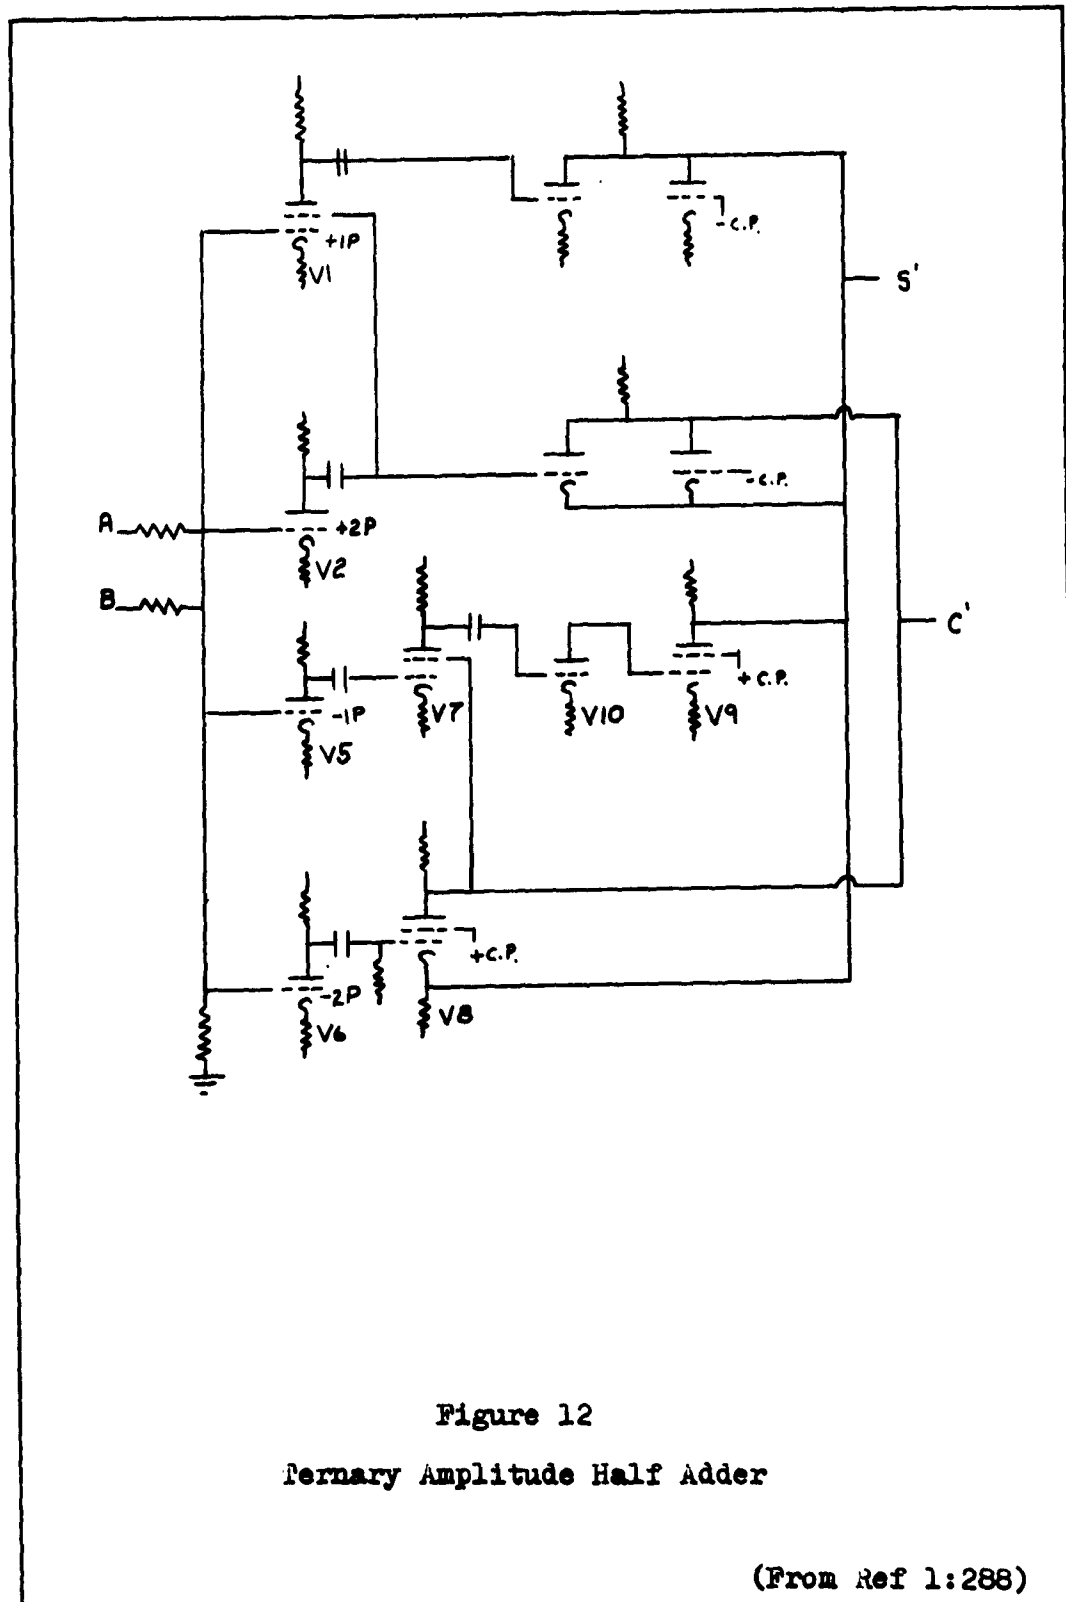 +1P
V1
-C.P.
S'
A
+2P
V2
-C.P.
B
C'
-1P
V5
V7
V10
+C.P.
V9
-2P
V6
+C.P.
V8
Figure 12
Ternary Amplitude Half Adder
(From Ref 1:288)